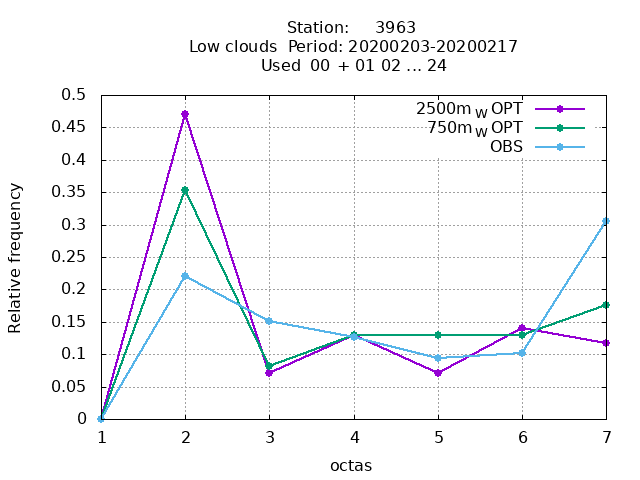 Station: 3963
Low clouds Period: 20200203-20200217
Used 00 + 01 02 ... 24
2500m W OPT
750m W OPT
OBS
Relative frequency
0.5
0.45
0.4
0.35
0.3
0.25
0.2
0.15
0.1
0.05
0
1 2 3 4 5 6 7
octas